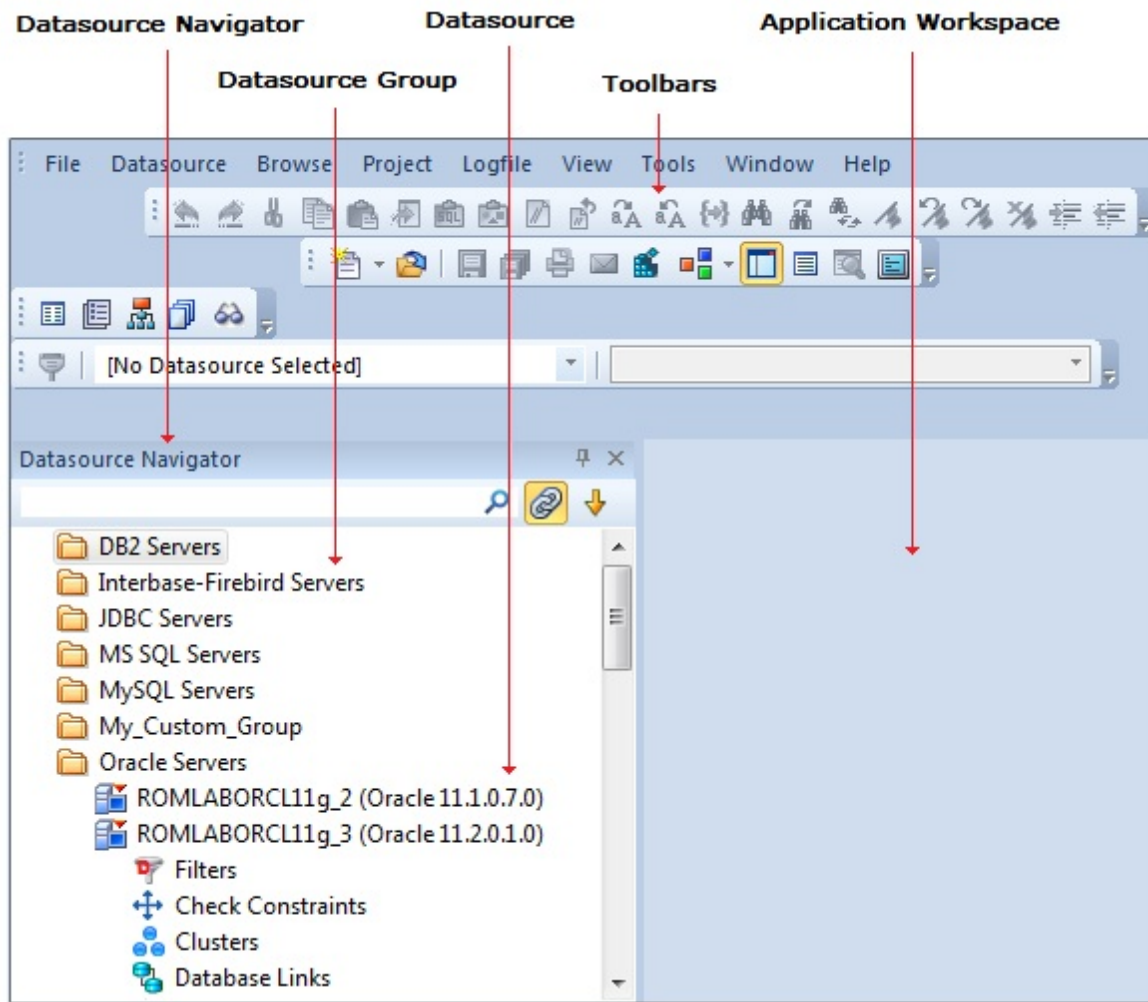 Datasource Navigator Datasource Application Workspace
Datasource Group Toolbars
File Datasource Browse Project Logfile View Tools Window Help
[No Datasource Selected]
Datasource Navigator
DB2 Servers
Interbase-Firebird Servers
JDBC Servers
MS SQL Servers
MySQL Servers
My_Custom_Group
Oracle Servers
ROMLABORCL11g_2 (Oracle 11.1.0.7.0)
ROMLABORCL11g_3 (Oracle 11.2.0.1.0)
Filters
Check Constraints
Clusters
Database Links